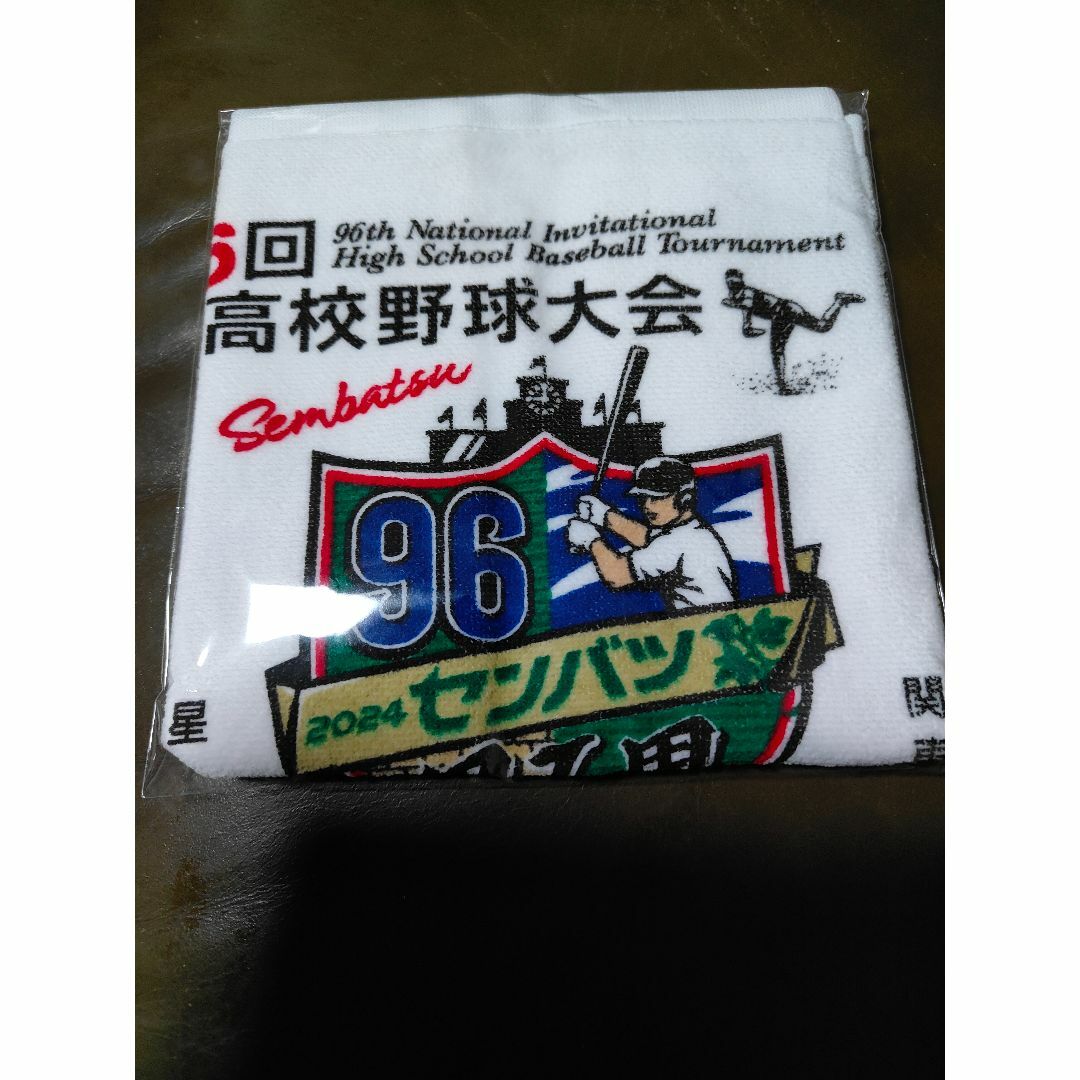 6回
96th National Invitational
High School Baseball Tournament
高校野球大会
Sembatsu
96
2024 センバツ
星
関